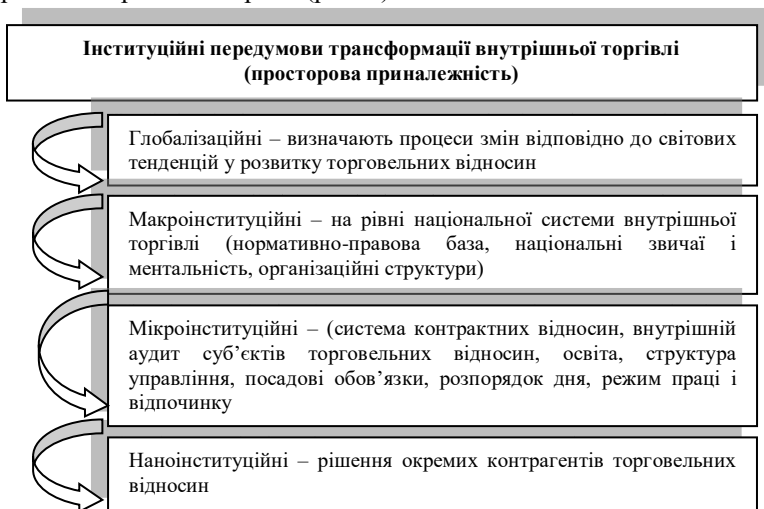 Інституційні передумови трансформації внутрішньої торгівлі
(просторова приналежність)
Глобалізаційні – визначають процеси змін відповідно до світових
тенденцій у розвитку торговельних відносин
Макроінституційні – на рівні національної системи внутрішньої
торгівлі (нормативно-правова база, національні звичаї і
ментальність, організаційні структури)
Мікроінституційні – (система контрактних відносин, внутрішній
аудит суб’єктів торговельних відносин, освіта, структура
управління, посадові обов’язки, розпорядок дня, режим праці і
відпочинку
Наноінституційні – рішення окремих контрагентів торговельних
відносин